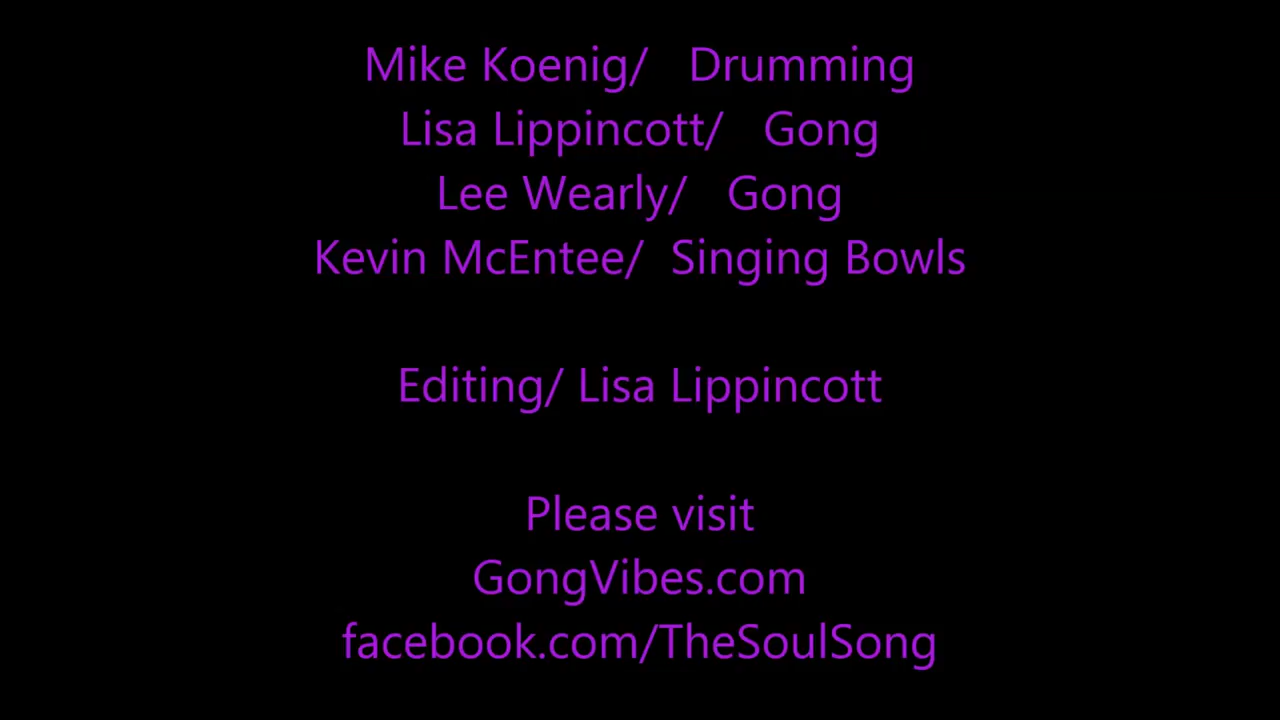 Mike Koenig/   Drumming
Lisa Lippincott/   Gong
Lee Wearly/   Gong
Kevin McEntee/  Singing Bowls
Editing/ Lisa Lippincott
Please visit
GongVibes.com
facebook.com/TheSoulSong